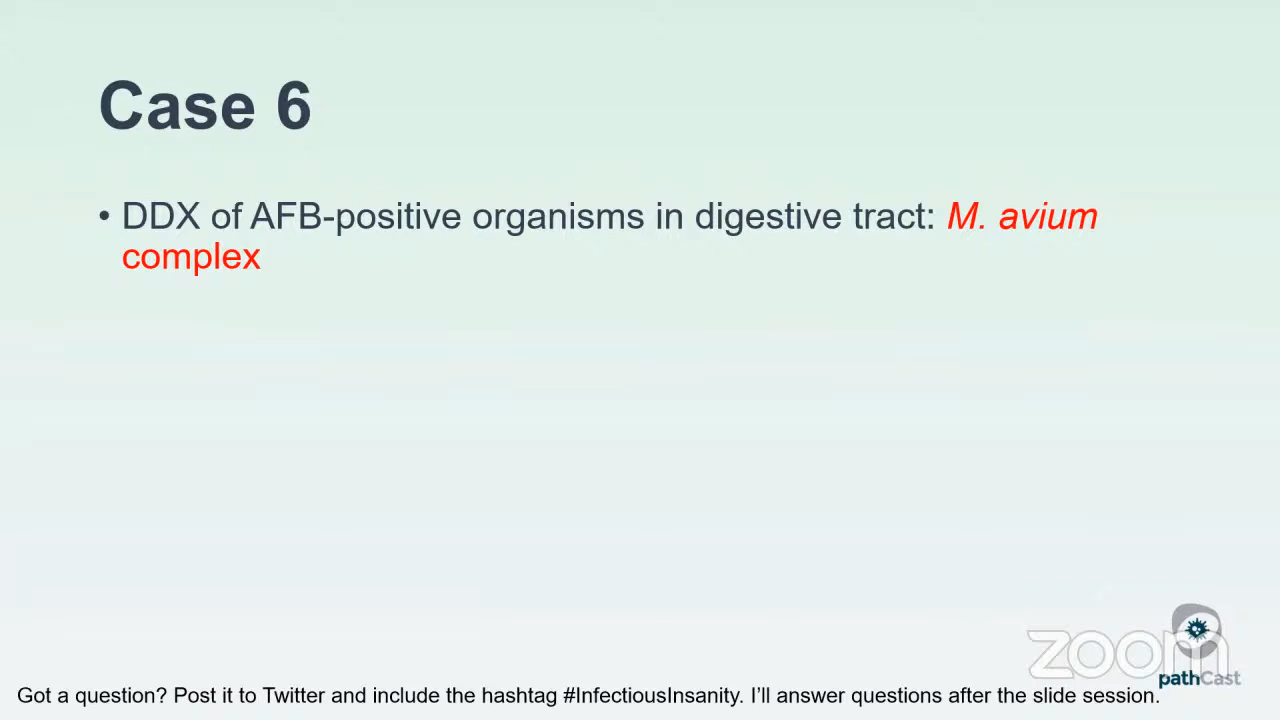 Case 6
• DDX of AFB-positive organisms in digestive tract: M. avium
complex
zoom
pathCast
Got a question? Post it to Twitter and include the hashtag #InfectiousInsanity. I’ll answer questions after the slide session.